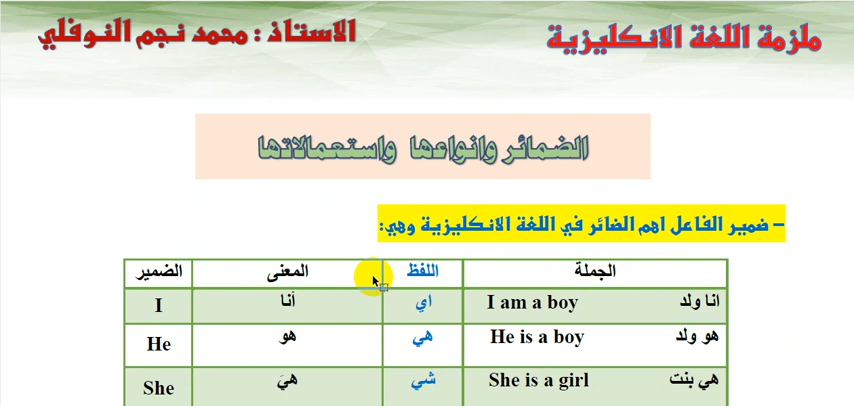 ملزمة اللغة الانكليزية
الاستاذ : محمد نجم النوفلي
الضمائر وانواعها واستعمالاتها
– ضمير الفاعل اهم الضائر في اللغة الانكليزية وهي:
الجملة اللفظ المعنى الضمير
انا ولد I am a boy اي أنا I
هو ولد He is a boy هي هو He
هي بنت She is a girl شي هيَ She